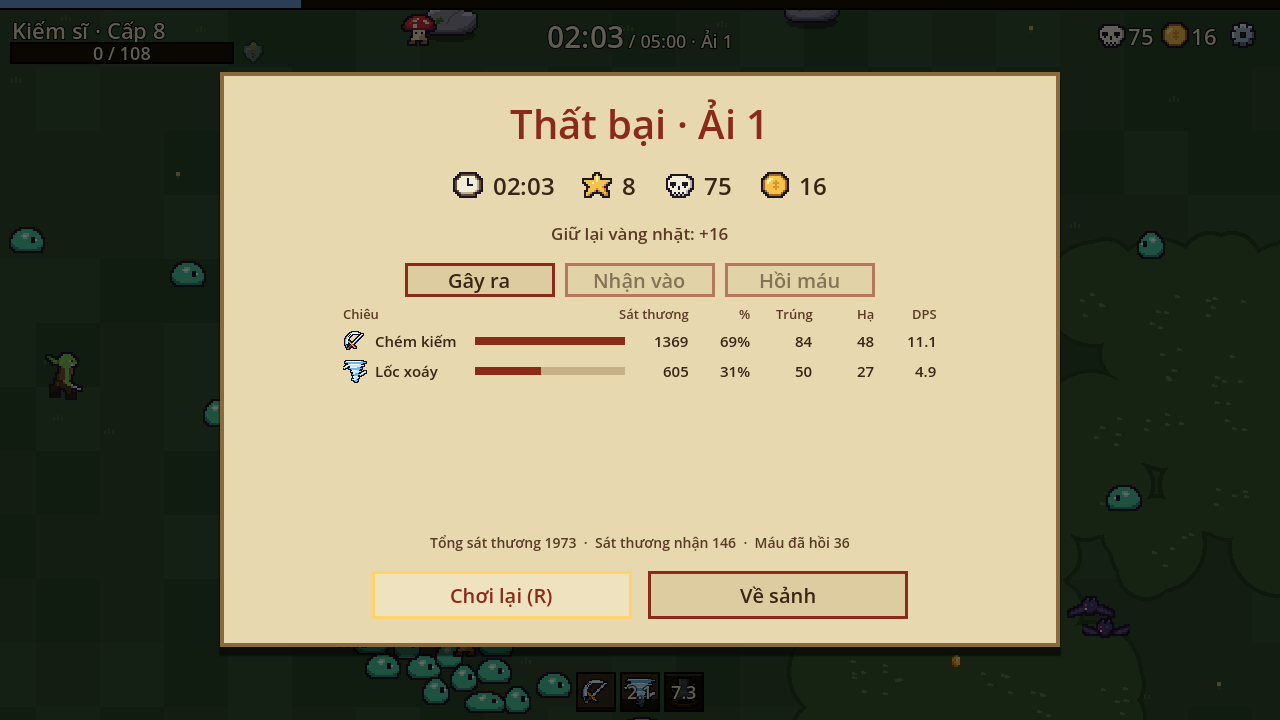 Kiếm sĩ · Cấp 8
0 / 108
02:03 / 05:00 · Ải 1
75 16
Thất bại · Ải 1
02:03 8 75 16
Giữ lại vàng nhặt: +16
Gây ra Nhận vào Hồi máu
Chiêu Sát thương % Trúng Hạ DPS
Chém kiếm 1369 69% 84 48 11.1
Lốc xoáy 605 31% 50 27 4.9
Tổng sát thương 1973 · Sát thương nhận 146 · Máu đã hồi 36
Chơi lại (R) Về sảnh
7.3